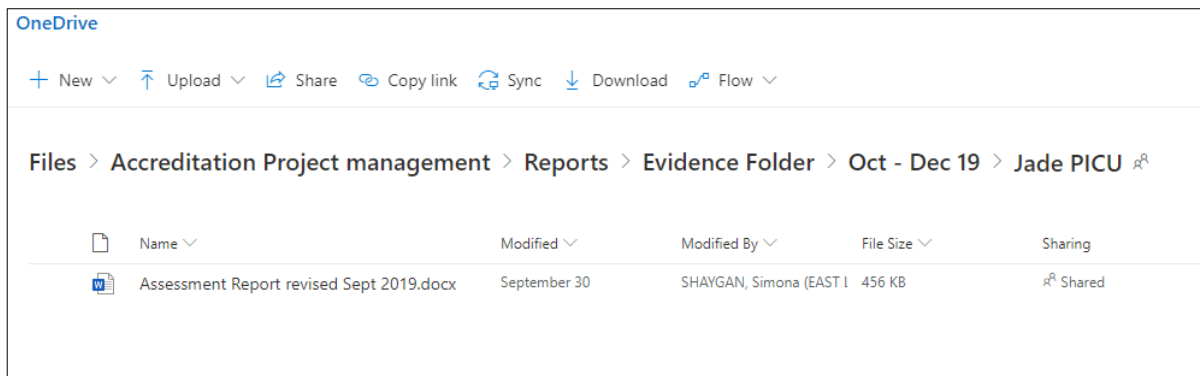 OneDrive
New Upload Share Copy link Sync Download Flow
Files > Accreditation Project management > Reports > Evidence Folder > Oct - Dec 19 > Jade PICU
Name Modified Modified By File Size Sharing
Assessment Report revised Sept 2019.docx September 30 SHAYGAN, Simona (EAST L 456 KB Shared